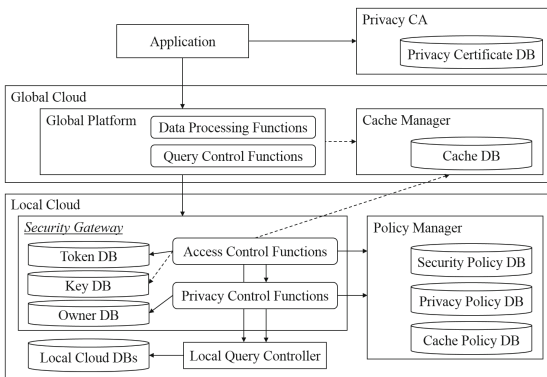 Privacy CA
Application
Privacy Certificate DB
Global Cloud
Global Platform
Data Processing Functions
Query Control Functions
Cache Manager
Cache DB
Local Cloud
Security Gateway
Token DB
Key DB
Owner DB
Access Control Functions
Privacy Control Functions
Policy Manager
Security Policy DB
Privacy Policy DB
Cache Policy DB
Local Cloud DBs
Local Query Controller